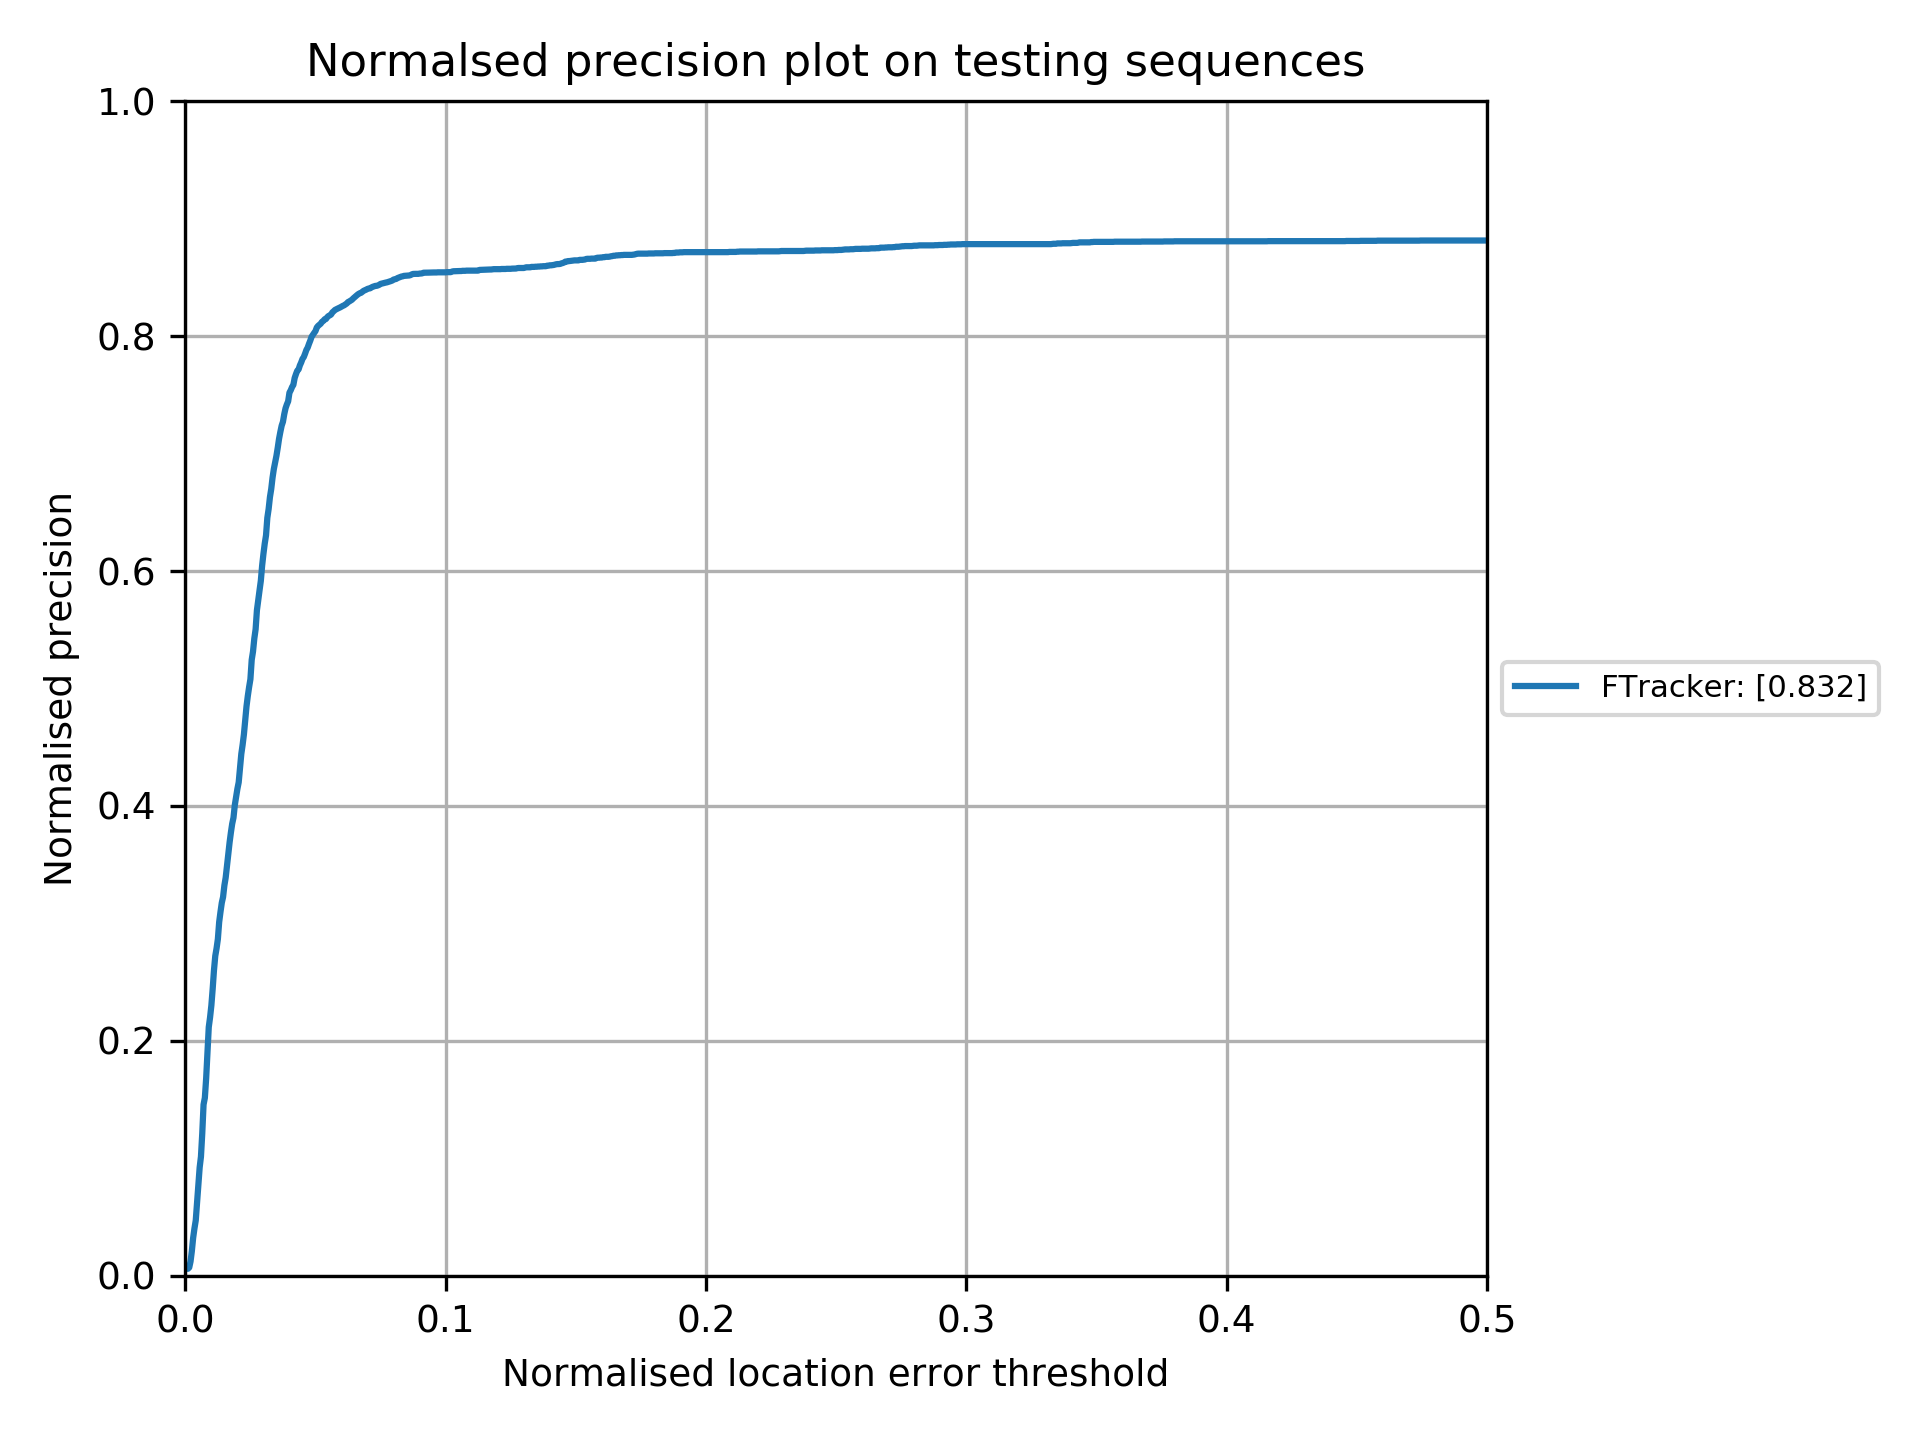 Normalsed precision plot on testing sequences
1.0
0.8
0.6
0.4
0.2
0.0
Normalised precision
0.0 0.1 0.2 0.3 0.4 0.5
Normalised location error threshold
FTracker: [0.832]